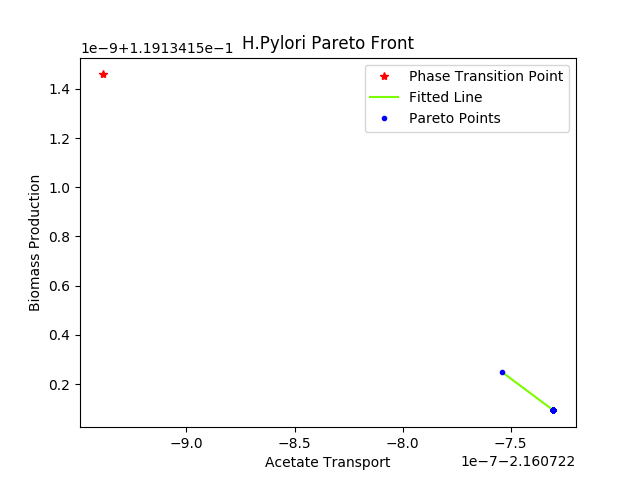 H.Pylori Pareto Front
1e−9+1.1913415e−1
Phase Transition Point
Fitted Line
Pareto Points
Biomass Production
1.4
1.2
1.0
0.8
0.6
0.4
0.2
−9.0
−8.5
−8.0
−7.5
Acetate Transport
1e−7−2.160722